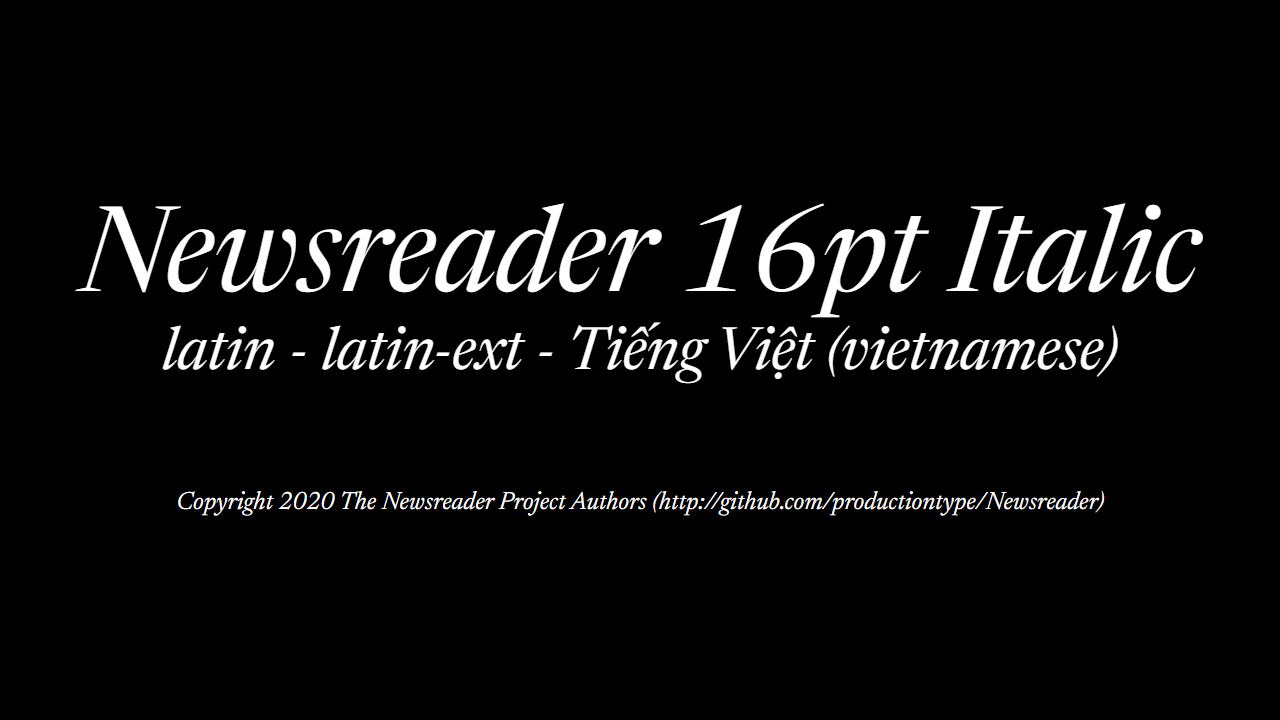 Newsreader 16pt Italic
latin - latin-ext - Tiếng Việt (vietnamese)
Copyright 2020 The Newsreader Project Authors (http://github.com/productiontype/Newsreader)